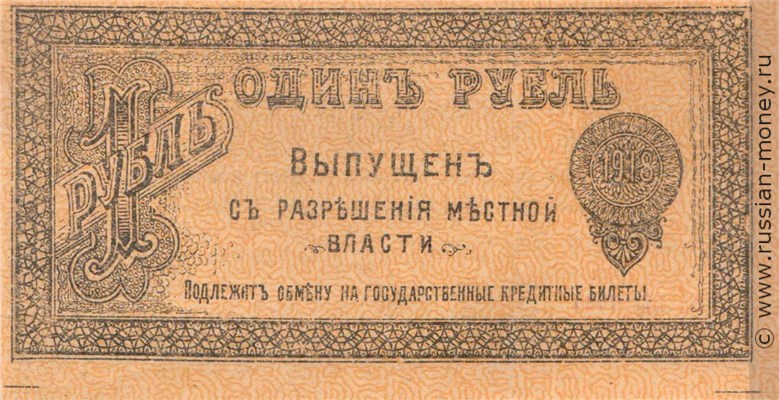 ОДИНЪ РУБЛЬ
1 РУБЛЬ
ВЫПУЩЕНЪ
СЪ РАЗРѢШЕНІЯ МѢСТНОЙ
ВЛАСТИ
1918
ПОДЛЕЖИТЪ ОБМѢНУ НА ГОСУДАРСТВЕННЫЕ КРЕДИТНЫЕ БИЛЕТЫ.
© www.russian-money.ru